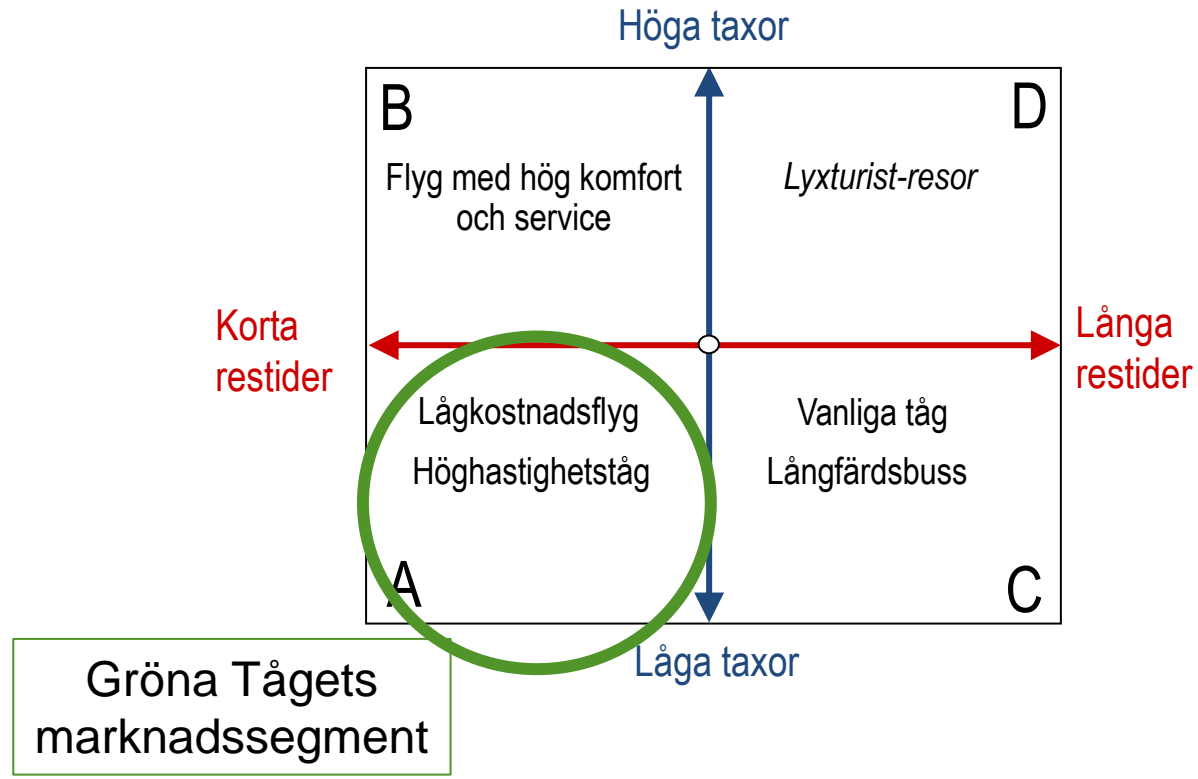 Höga taxor
B
D
Flyg med hög komfort
och service
Lyxturist-resor
Korta
restider
Långa
restider
Lågkostnadsflyg
Höghastighetståg
Vanliga tåg
Långfärdsbuss
A
C
Låga taxor
Gröna Tågets
marknadssegment